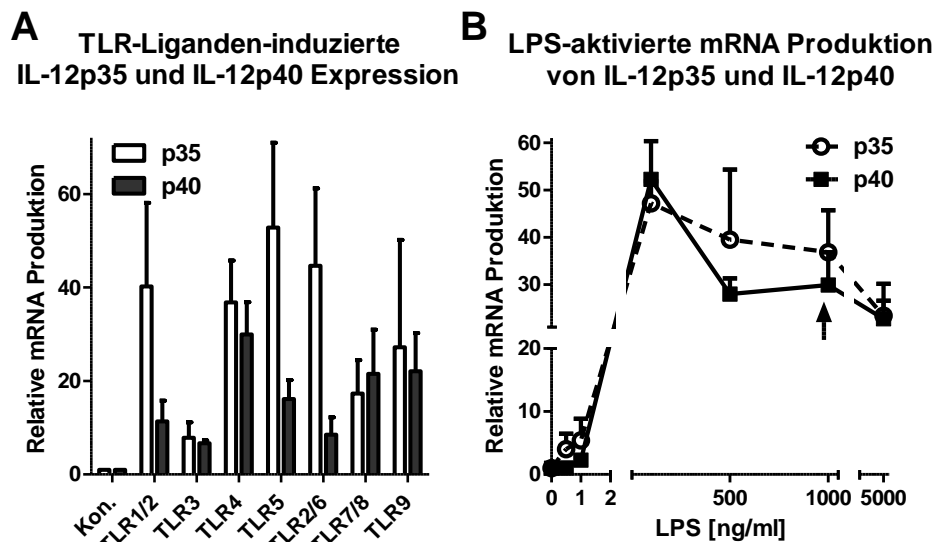 A
TLR-Liganden-induzierte
IL-12p35 und IL-12p40 Expression
Relative mRNA Produktion
60
40
20
0
p35
p40
Kon.
TLR1/2
TLR3
TLR4
TLR5
TLR2/6
TLR7/8
TLR9
B
LPS-aktivierte mRNA Produktion
von IL-12p35 und IL-12p40
Relative mRNA Produktion
60
50
40
30
20
10
0
p35
p40
0 1 2 500 1000 5000
LPS [ng/ml]